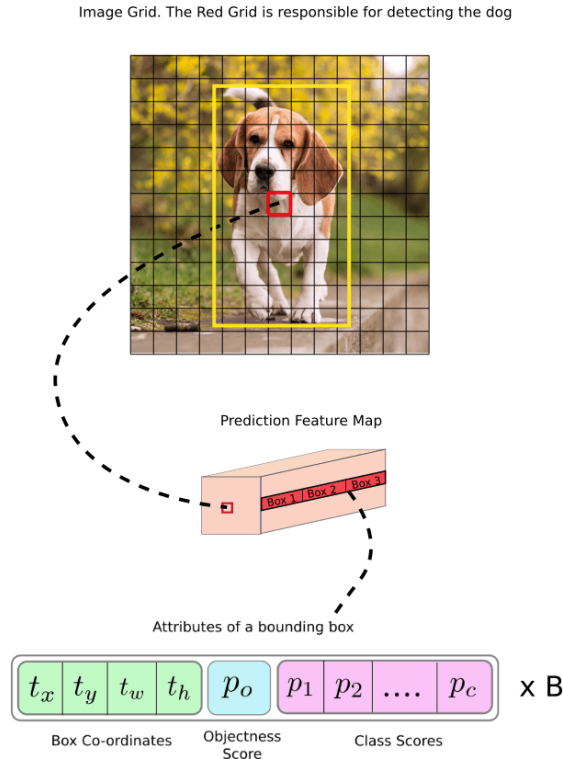 Image Grid. The Red Grid is responsible for detecting the dog
Prediction Feature Map
Box 1 Box 2 Box 3
Attributes of a bounding box
t_x t_y t_w t_h p_o p_1 p_2 .... p_c x B
Box Co-ordinates Objectness Score Class Scores